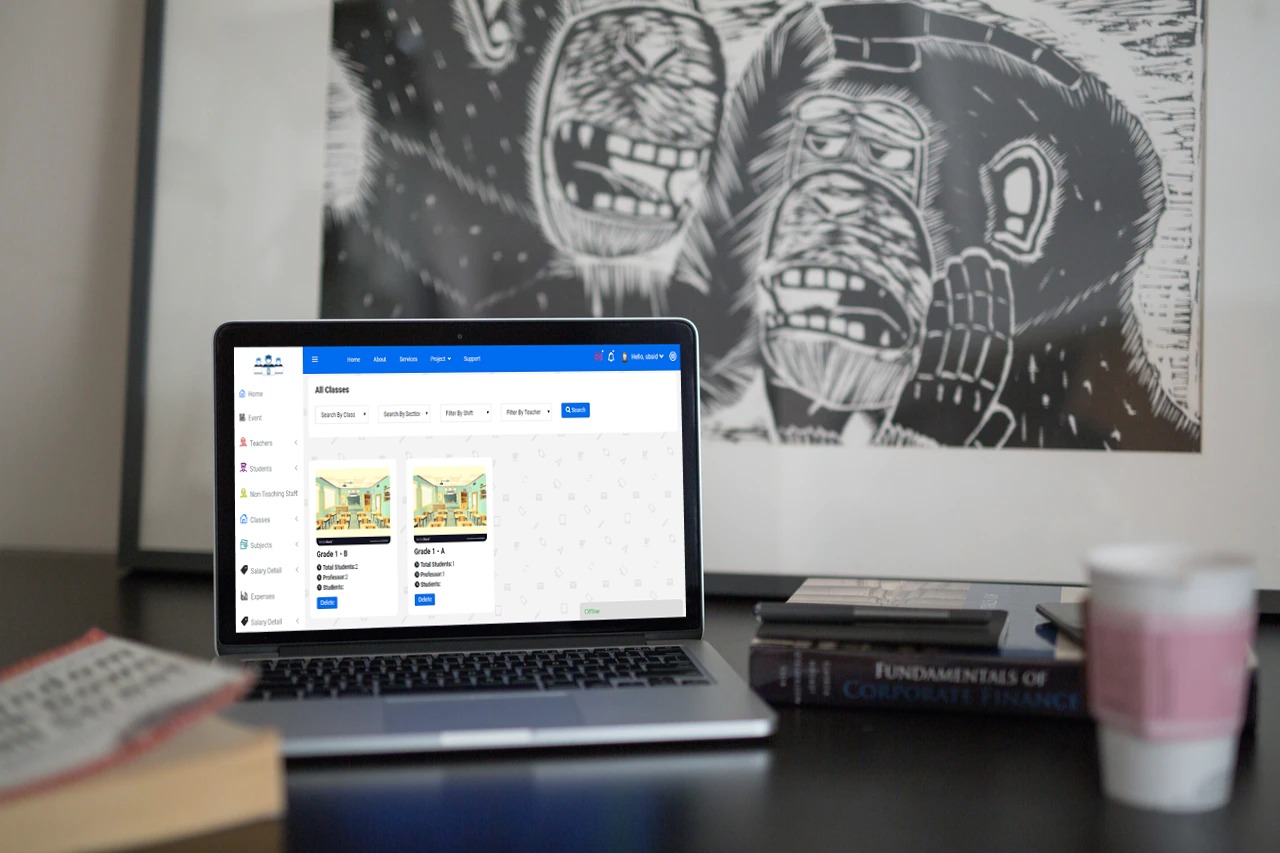 Home About Services Project Support Hello, ubaid
Home
Event
Teachers
Students
Non Teaching Staff
Classes
Subjects
Salary Detail
Expenses
Salary Detail
All Classes
Search By Class Search By Section Filter By Shift Filter By Teacher Search
Grade 1 - B
Total Students:2
Professor:2
Students:
Delete
Grade 1 - A
Total Students:1
Professor:1
Students:
Delete
Offline
FUNDAMENTALS OF
CORPORATE FINANCE